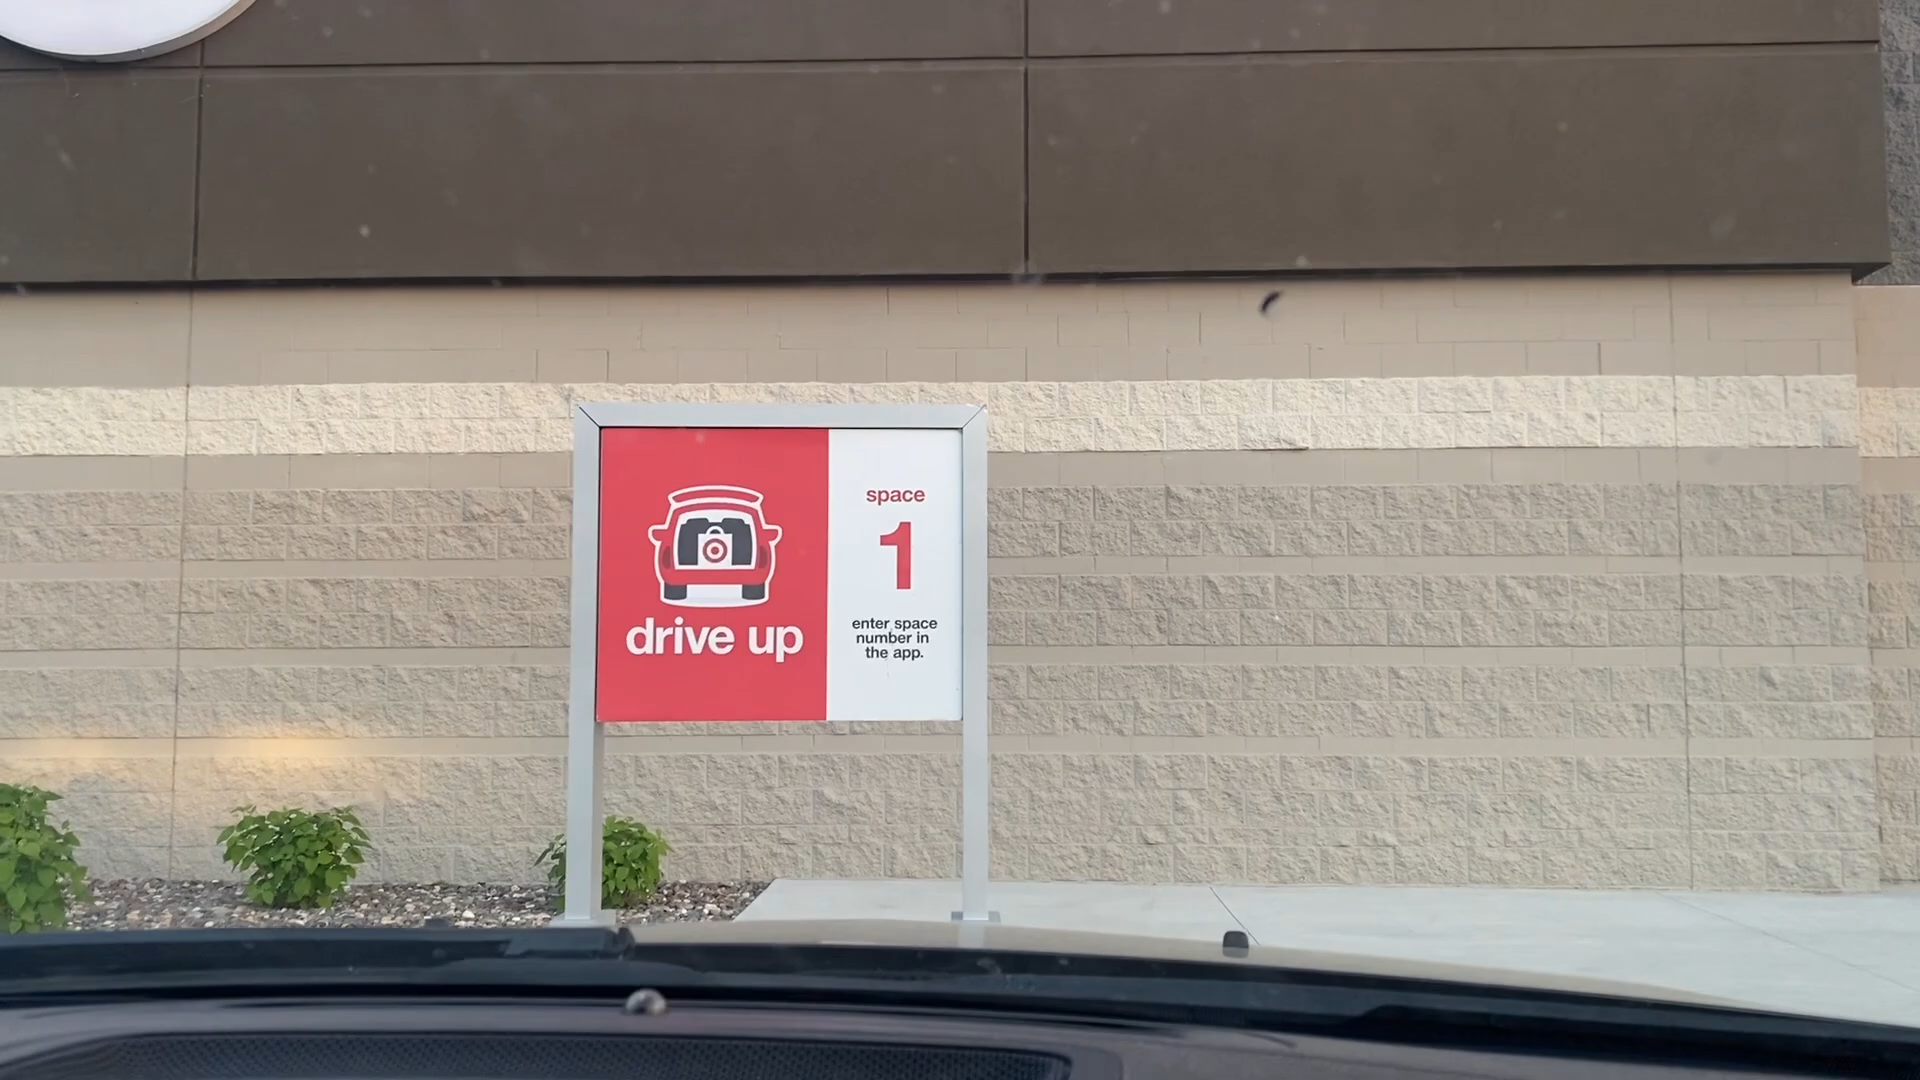 drive up
space
1
enter space
number in
the app.